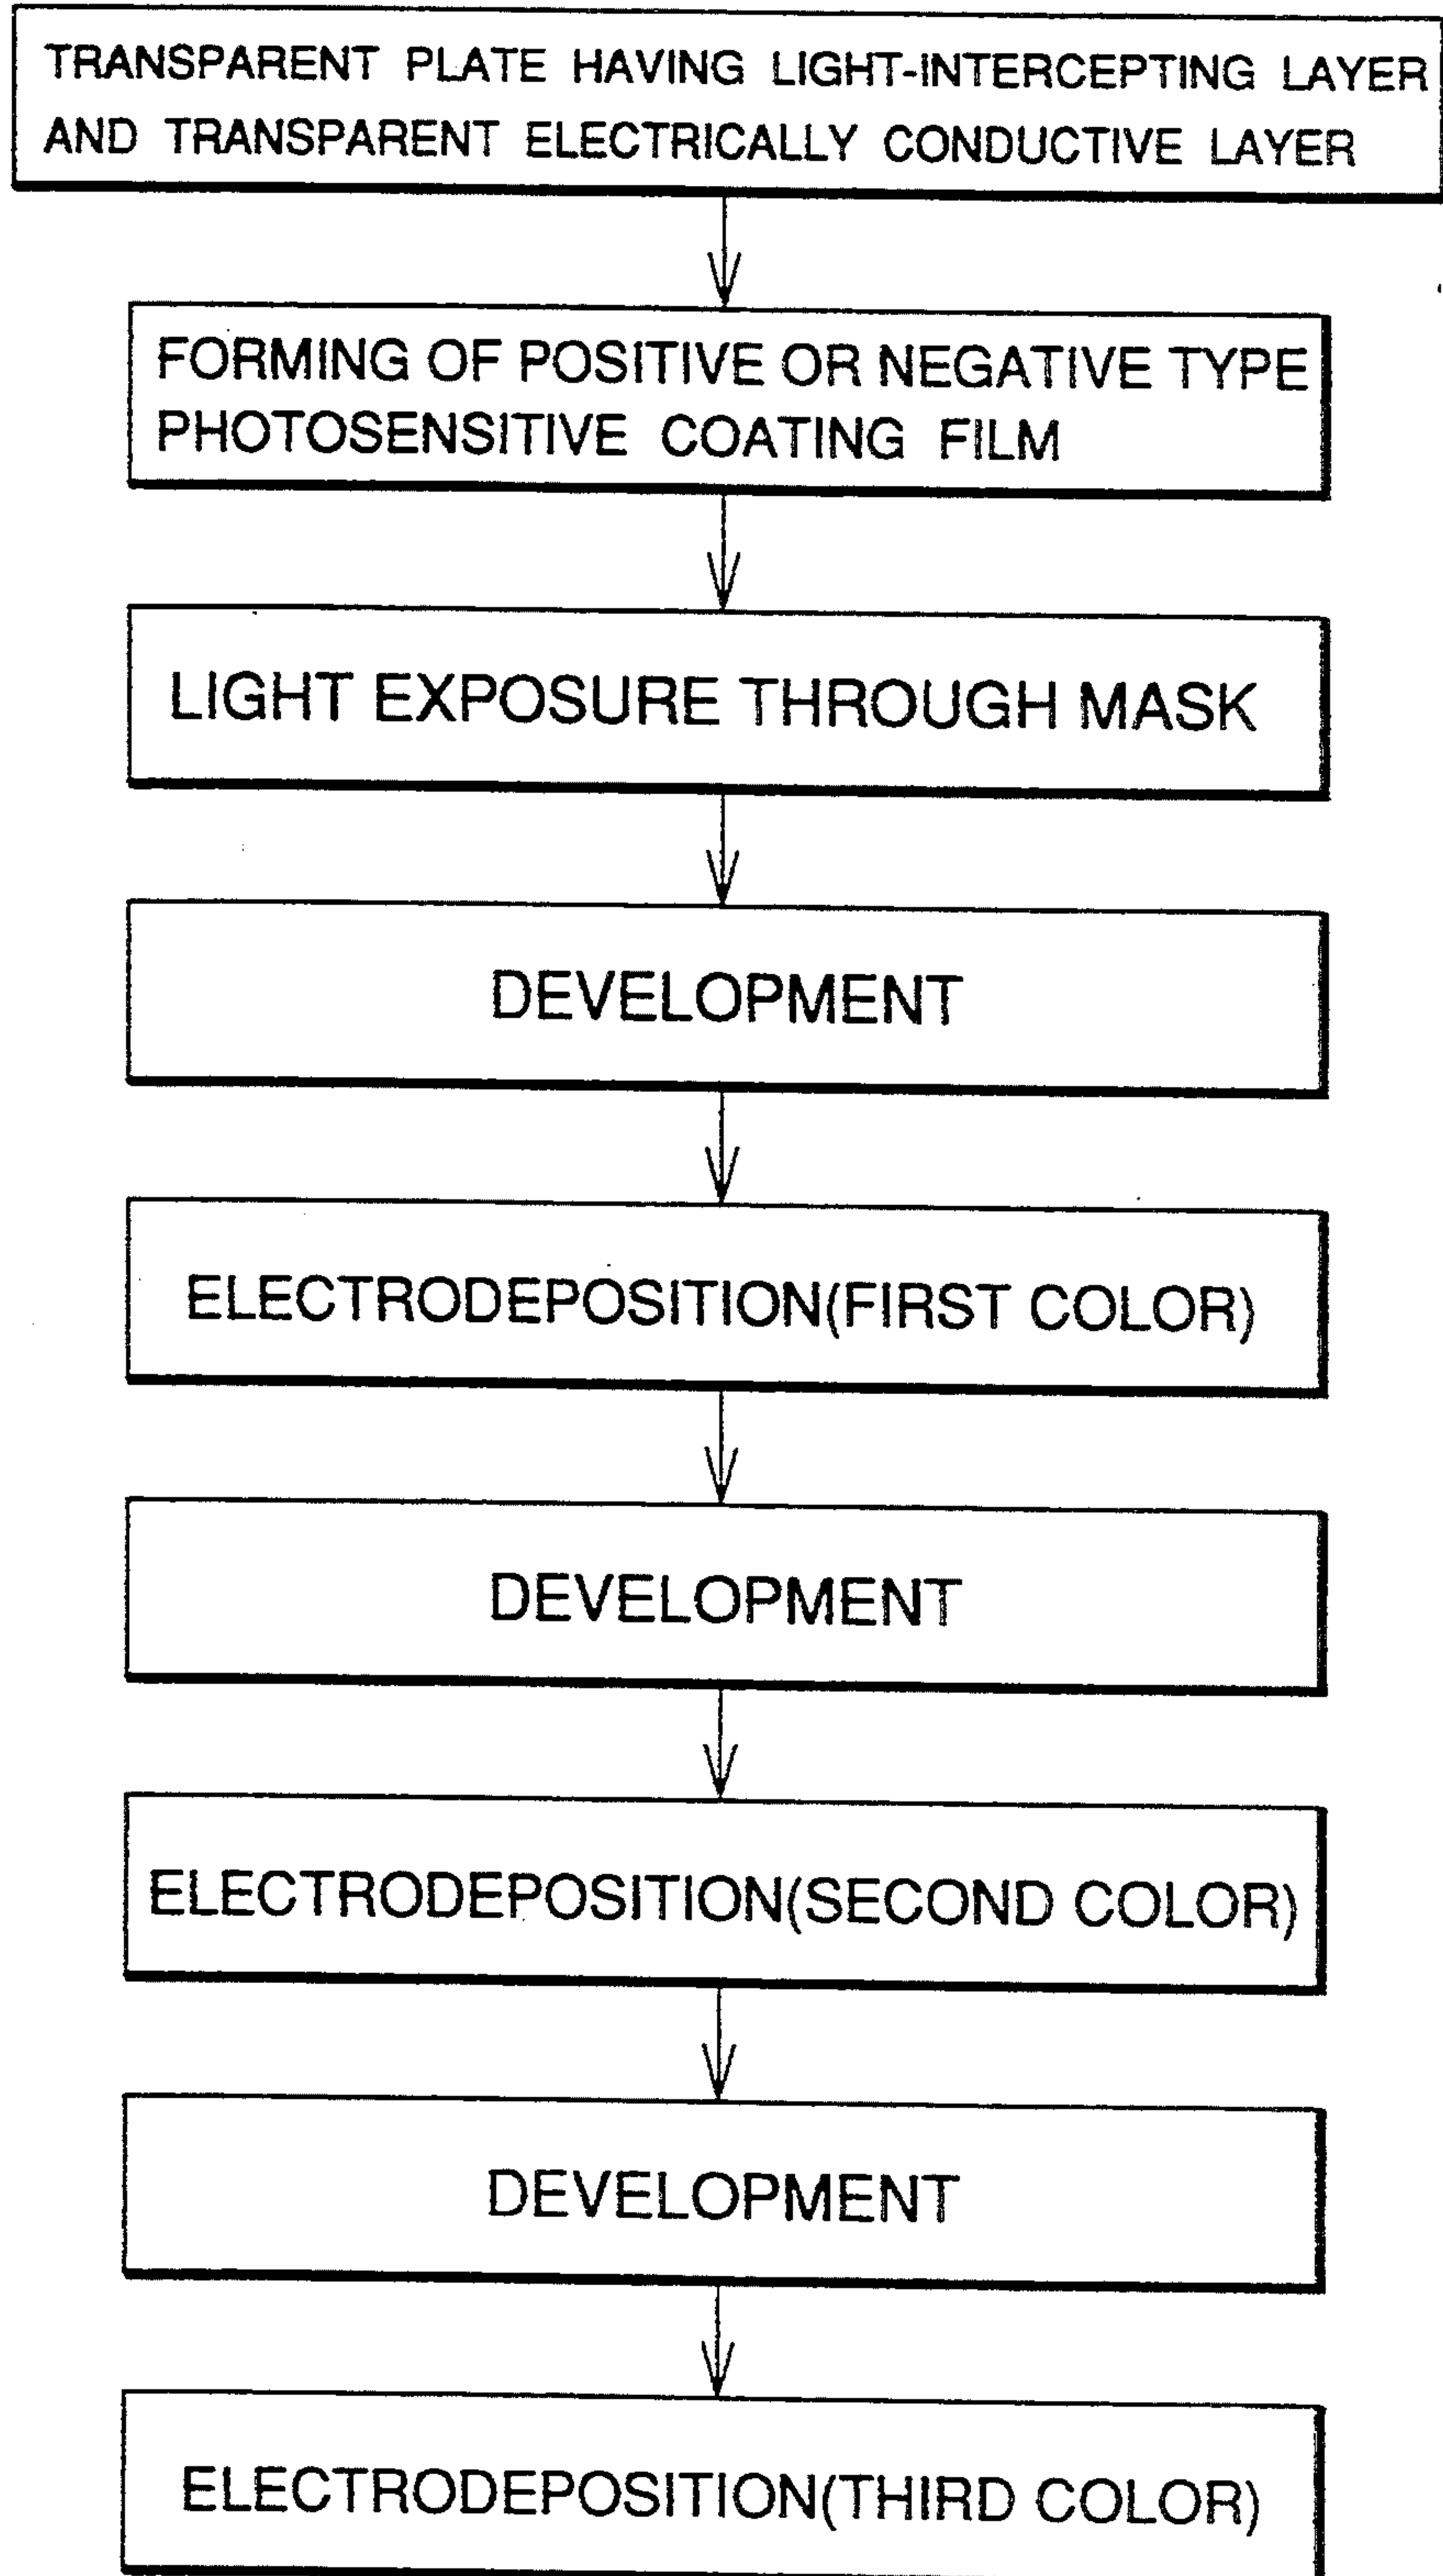 TRANSPARENT PLATE HAVING LIGHT-INTERCEPTING LAYER
AND TRANSPARENT ELECTRICALLY CONDUCTIVE LAYER
FORMING OF POSITIVE OR NEGATIVE TYPE
PHOTOSENSITIVE COATING FILM
LIGHT EXPOSURE THROUGH MASK
DEVELOPMENT
ELECTRODEPOSITION(FIRST COLOR)
DEVELOPMENT
ELECTRODEPOSITION(SECOND COLOR)
DEVELOPMENT
ELECTRODEPOSITION(THIRD COLOR)